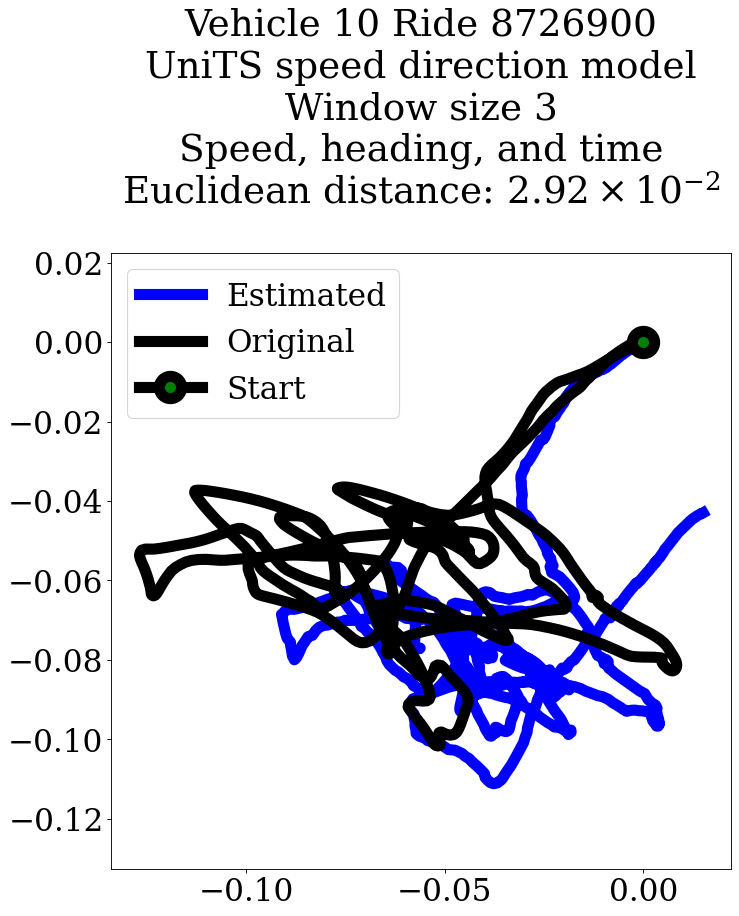 Vehicle 10 Ride 8726900
UniTS speed direction model
Window size 3
Speed, heading, and time
Euclidean distance: 2.92 × 10⁻²
0.02
0.00
−0.02
−0.04
−0.06
−0.08
−0.10
−0.12
Estimated
Original
Start
−0.10
−0.05
0.00